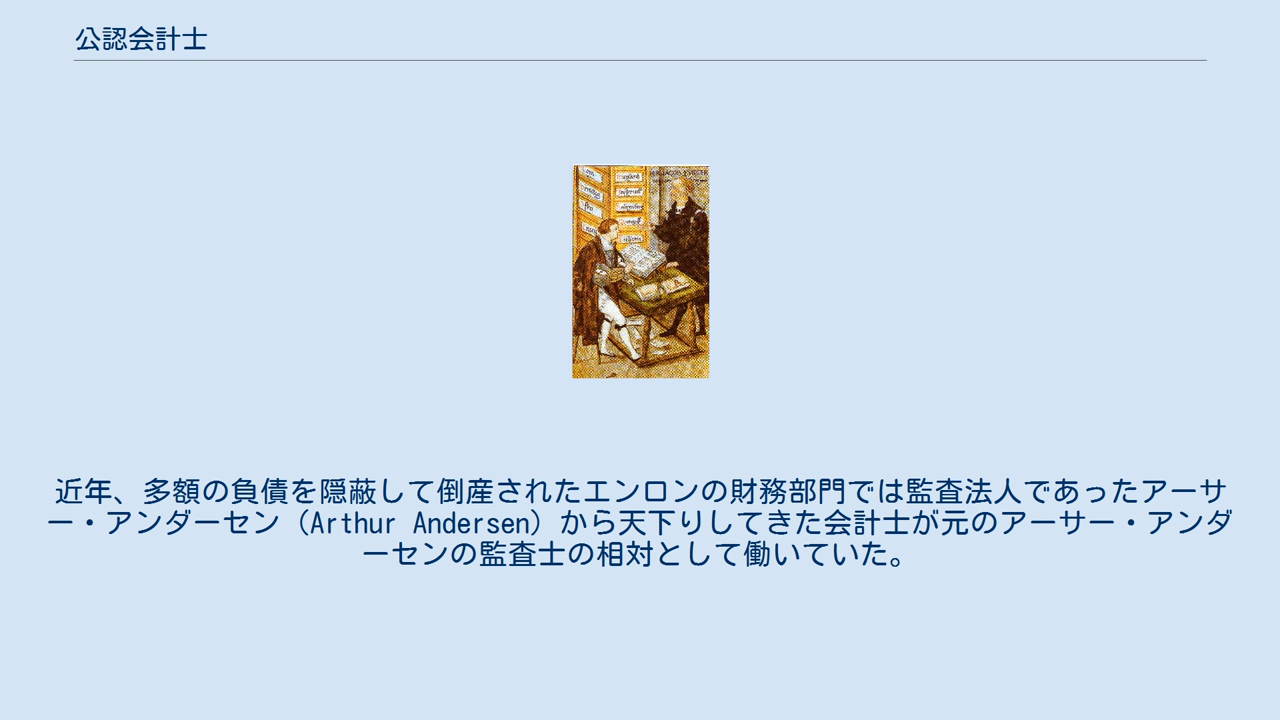 公認会計士
近年、多額の負債を隠蔽して倒産されたエンロンの財務部門では監査法人であったアーサ
ー・アンダーセン（Arthur Andersen）から天下りしてきた会計士が元のアーサー・アンダ
ーセンの監査士の相対として働いていた。